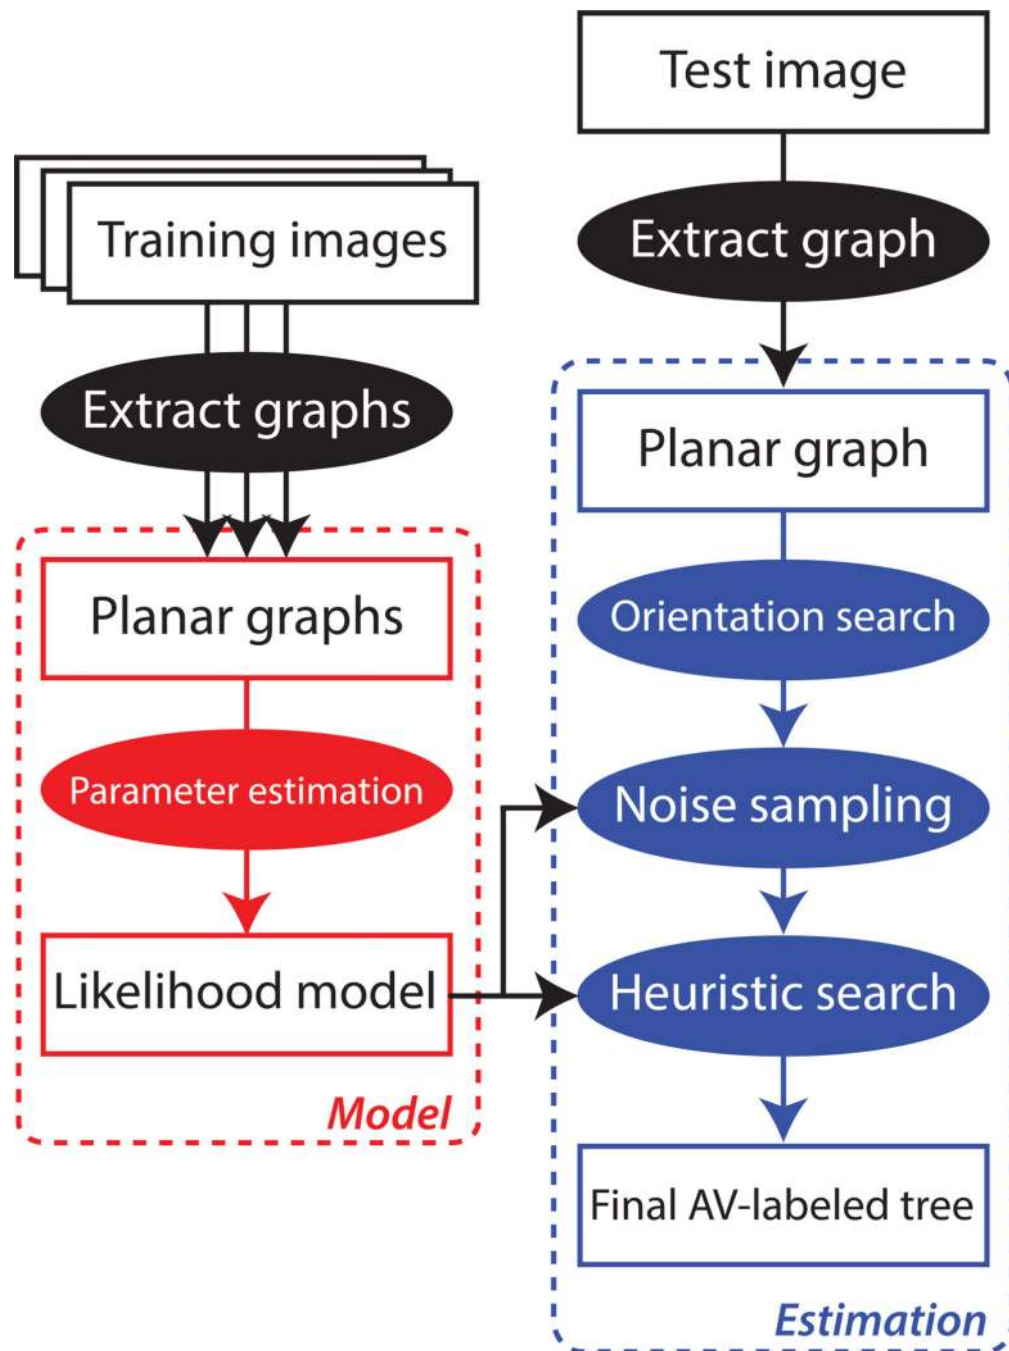 Training images
Extract graphs
Planar graphs
Parameter estimation
Likelihood model
Model
Test image
Extract graph
Planar graph
Orientation search
Noise sampling
Heuristic search
Final AV-labeled tree
Estimation